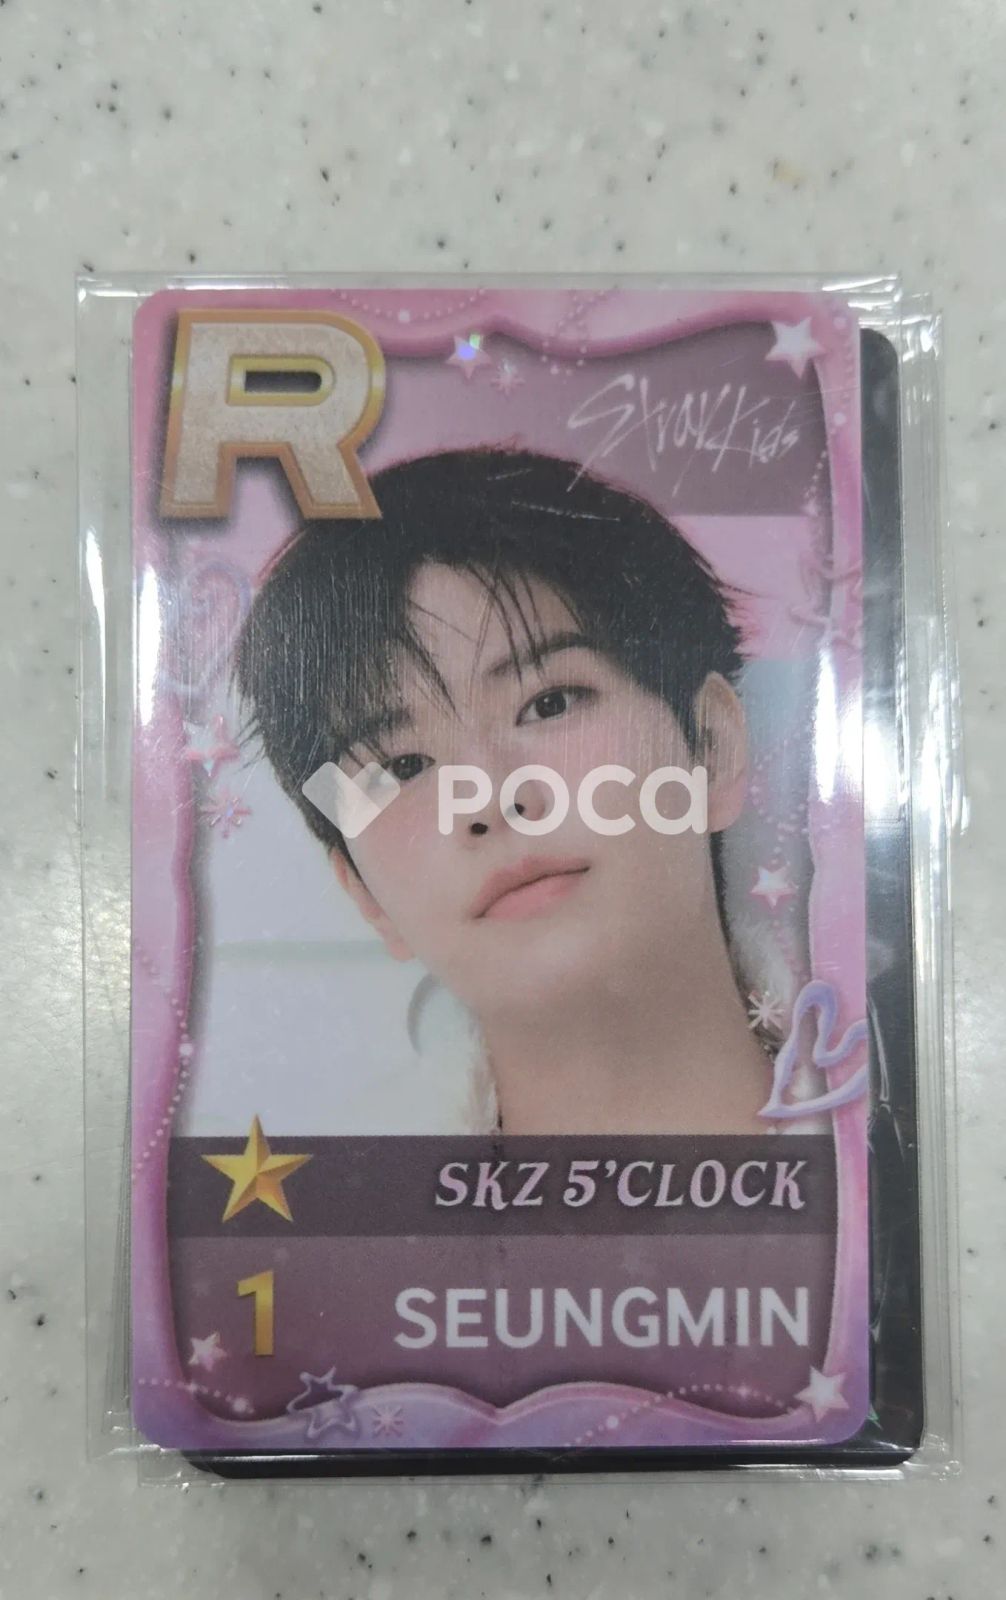 R
Stray Kids
POCA
SKZ 5'CLOCK
1
SEUNGMIN